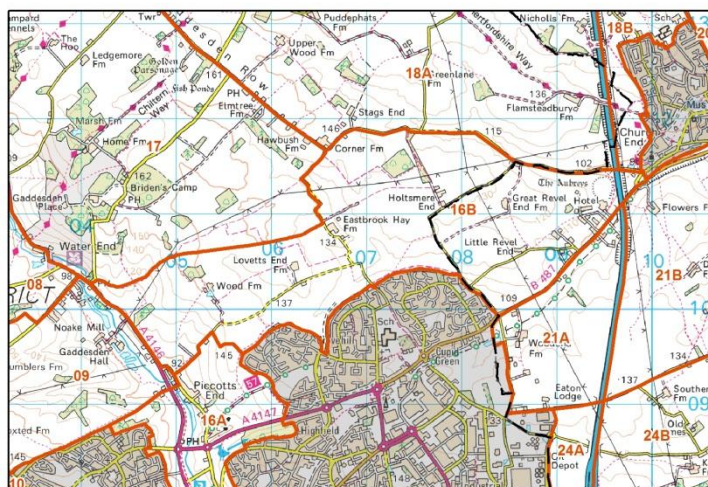 Twr
Puddephats
Fm
Nicholls Fm
Sch
18B
The
Hoo
Ledgemore
Fm
Golden
Parsonage
Fish Ponds
161
Upper
Wood Fm
18A
Greenlane
Fm
Hertfordshire Way
136
Flamsteadbury
Fm
Chiltern
Way
PH
Elmtree
Fm
Stags End
Marsh Fm
17
Home Fm
Hawbush
Fm
146
Corner Fm
115
102
Church
End
162
Briden's Camp
PH
Gaddesden
Place
04
Holtsmere
End
16B
The Aubreys
Great Revel
End Fm
Hotel
Flowers Fm
Eastbrook Hay
Fm
134
Water End
05
06
07
08
Little Revel
End
Lovetts End
Fm
B 487
10
21B
08
98
Wood Fm
137
109
Noake Mill
Gaddesden
Hall
A 4146
Sch
21A
10
09
92
145
Piccotts
End
57
Cupid
Green
Eaton
Lodge
137
134
16A
A 4147
Highfield
09
145
PH
24A
Depot
24B
10
148